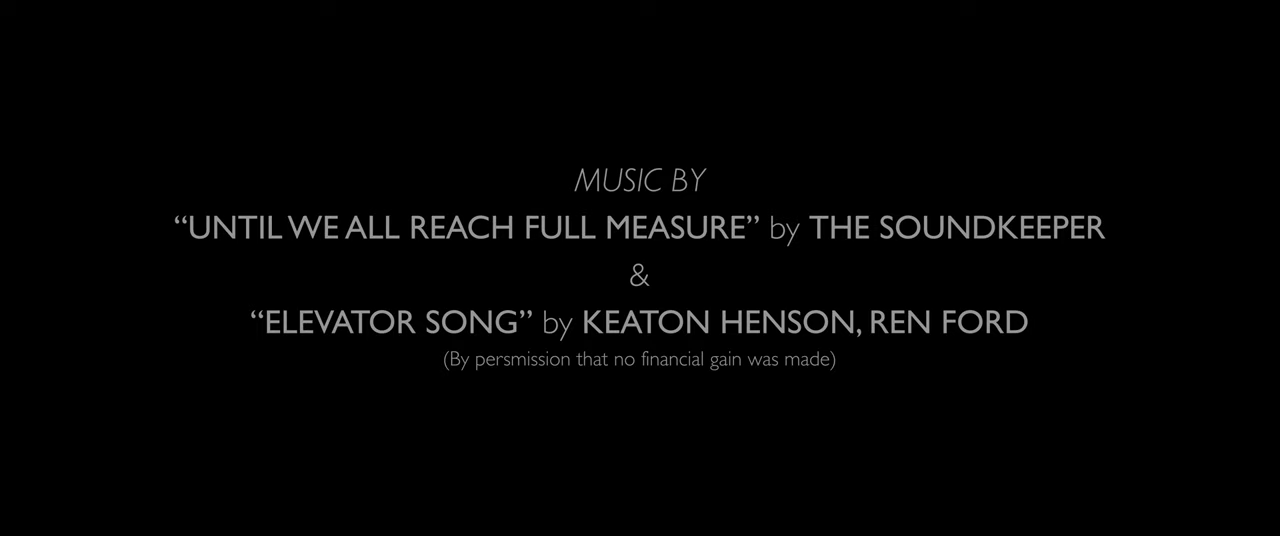 MUSIC BY
“UNTIL WE ALL REACH FULL MEASURE” by THE SOUNDKEEPER
&
“ELEVATOR SONG” by KEATON HENSON, REN FORD
(By persmission that no financial gain was made)